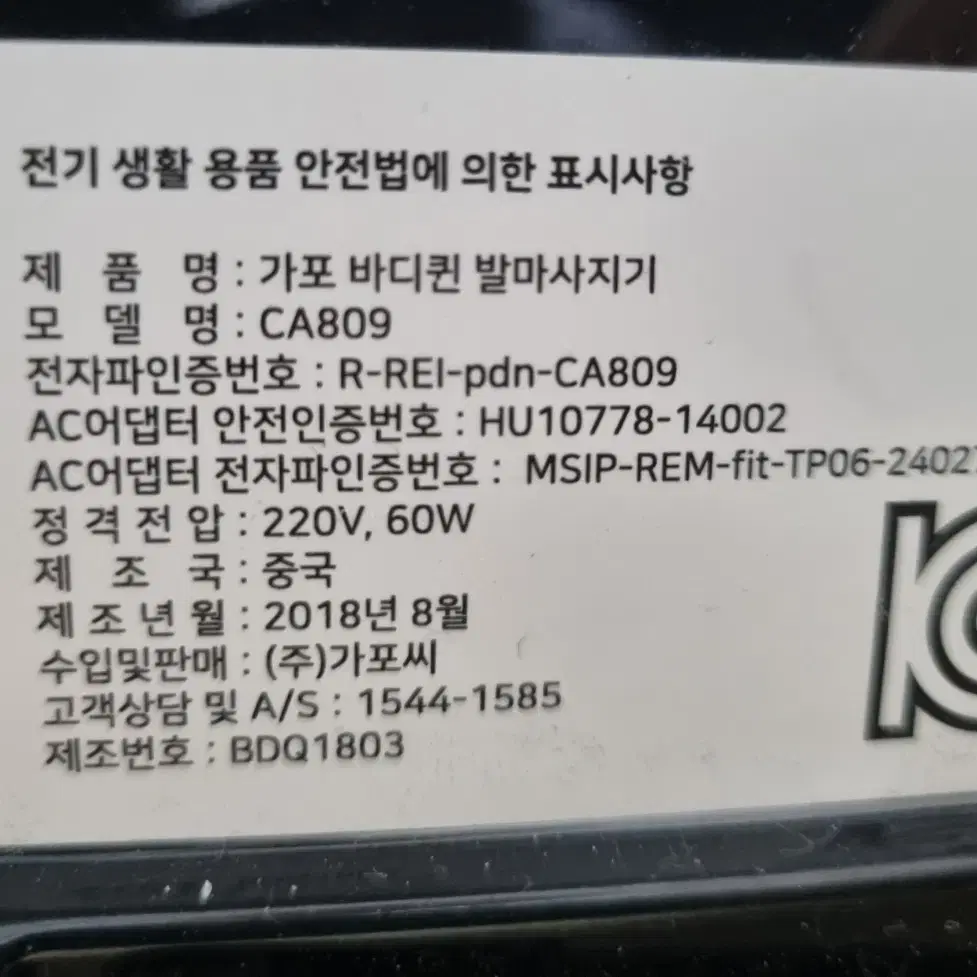 전기 생활 용품 안전법에 의한 표시사항
제 품 명 : 가포 바디퀸 발마사지기
모 델 명 : CA809
전자파인증번호 : R-REI-pdn-CA809
AC어댑터 안전인증번호 : HU10778-14002
AC어댑터 전자파인증번호 : MSIP-REM-fit-TP06-2402
정 격 전 압 : 220V, 60W
제 조 국 : 중국
제 조 년 월 : 2018년 8월
수입및판매 : (주)가포씨
고객상담 및 A/S : 1544-1585
제조번호 : BDQ1803